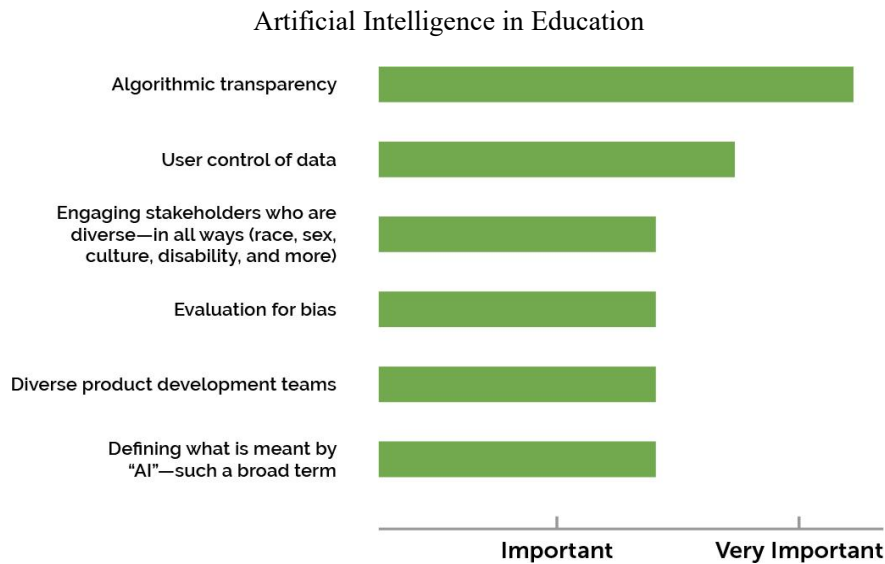 Artificial Intelligence in Education
Algorithmic transparency
User control of data
Engaging stakeholders who are
diverse—in all ways (race, sex,
culture, disability, and more)
Evaluation for bias
Diverse product development teams
Defining what is meant by
“AI”—such a broad term
Important
Very Important